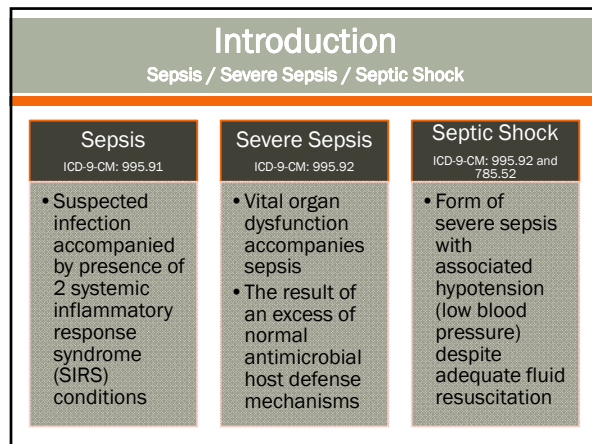 Introduction
Sepsis / Severe Sepsis / Septic Shock
Sepsis
ICD-9-CM: 995.91
• Suspected
infection
accompanied
by presence of
2 systemic
inflammatory
response
syndrome
(SIRS)
conditions
Severe Sepsis
ICD-9-CM: 995.92
• Vital organ
dysfunction
accompanies
sepsis
• The result of
an excess of
normal
antimicrobial
host defense
mechanisms
Septic Shock
ICD-9-CM: 995.92 and
785.52
• Form of
severe sepsis
with
associated
hypotension
(low blood
pressure)
despite
adequate fluid
resuscitation